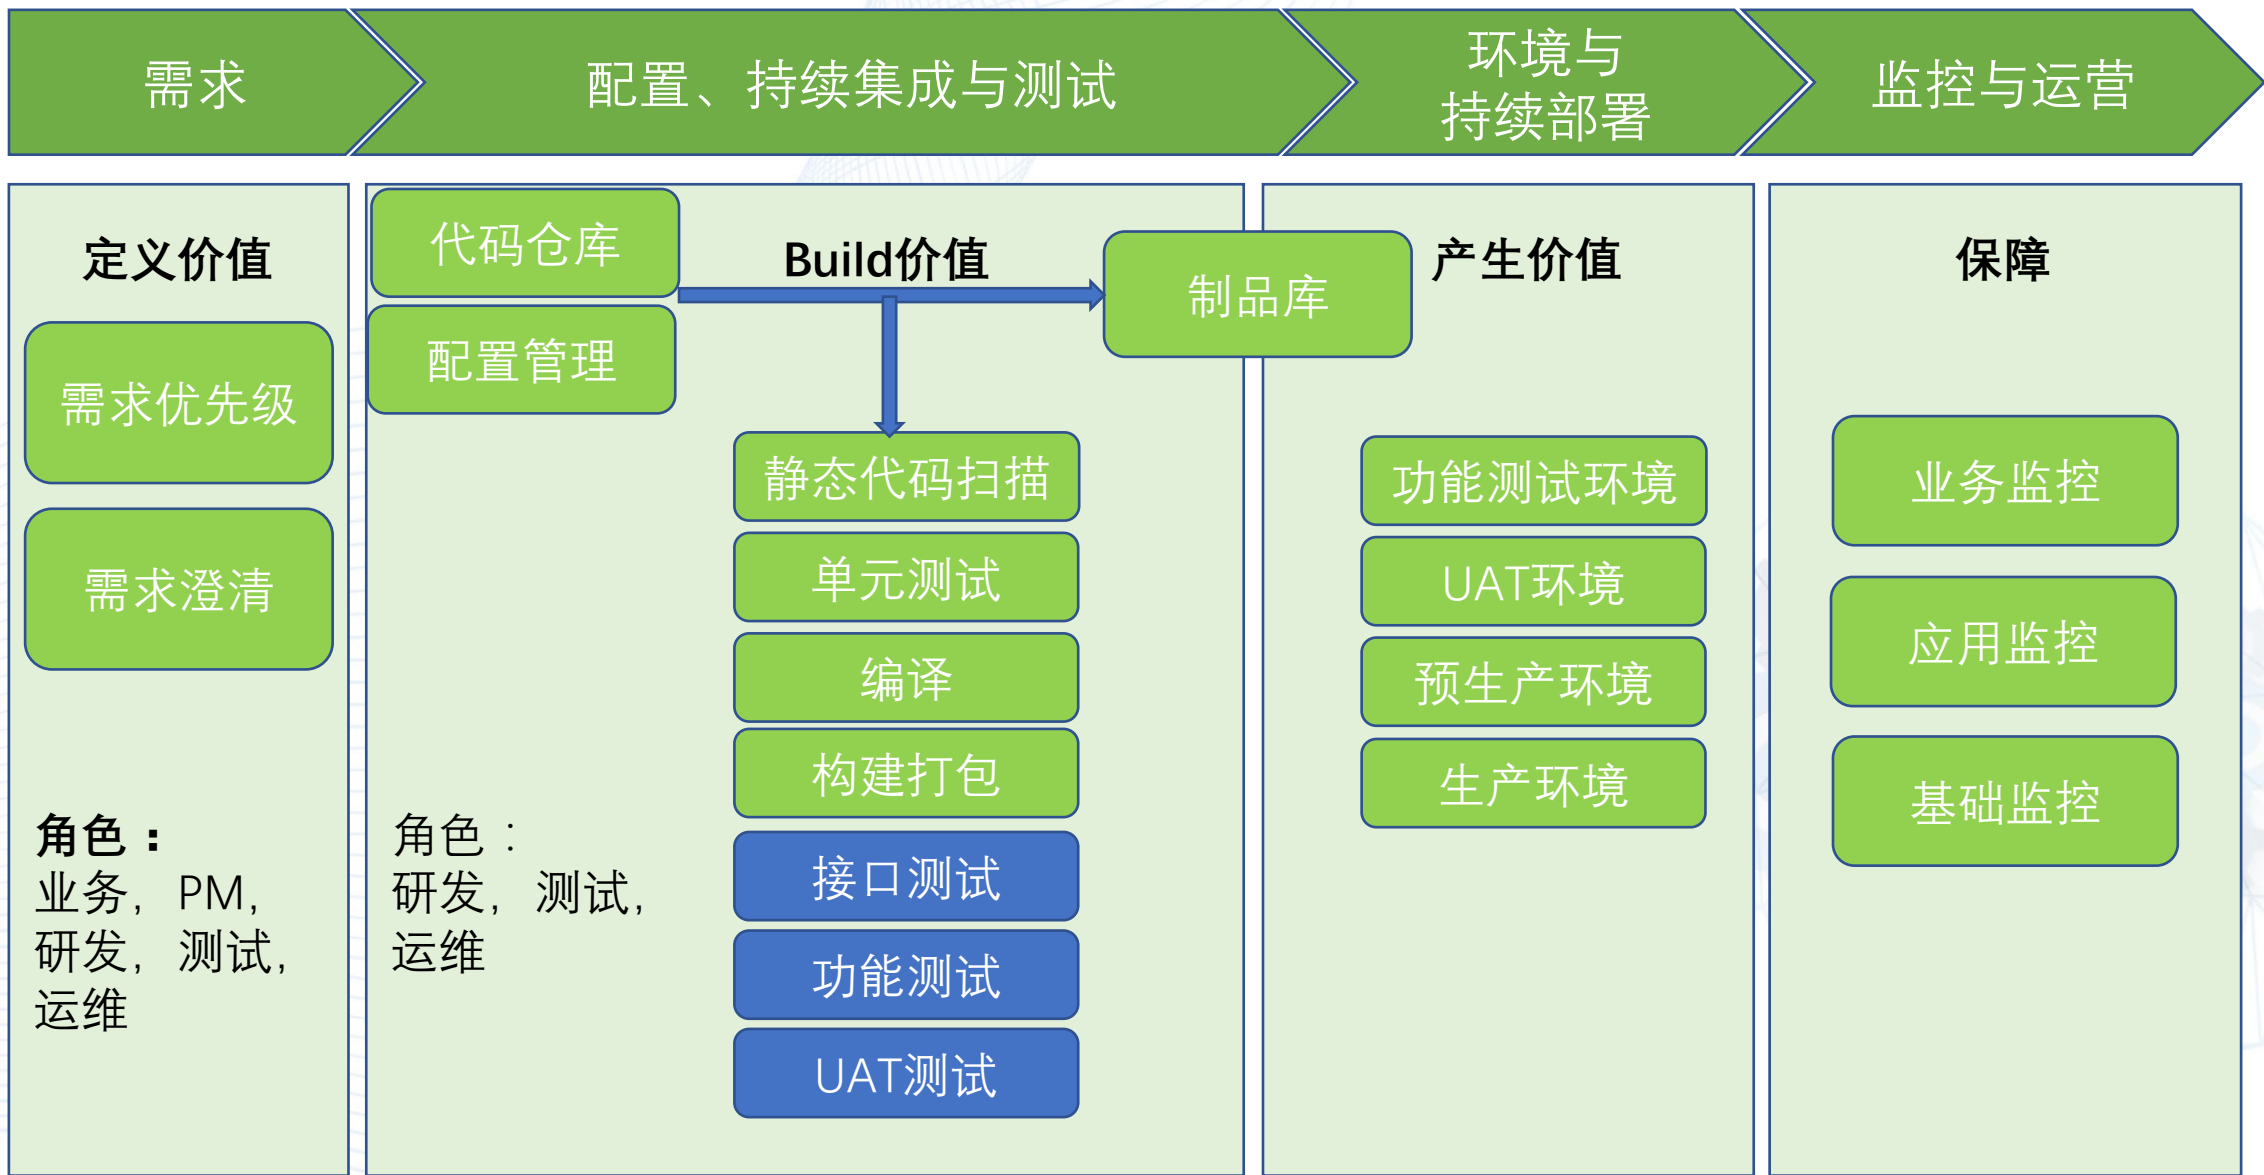 需求
配置、持续集成与测试
环境与
持续部署
监控与运营
定义价值
需求优先级
需求澄清
角色：
业务，PM，
研发，测试，
运维
代码仓库
配置管理
Build价值
制品库
静态代码扫描
单元测试
编译
构建打包
接口测试
功能测试
UAT测试
角色：
研发，测试，
运维
产生价值
功能测试环境
UAT环境
预生产环境
生产环境
保障
业务监控
应用监控
基础监控